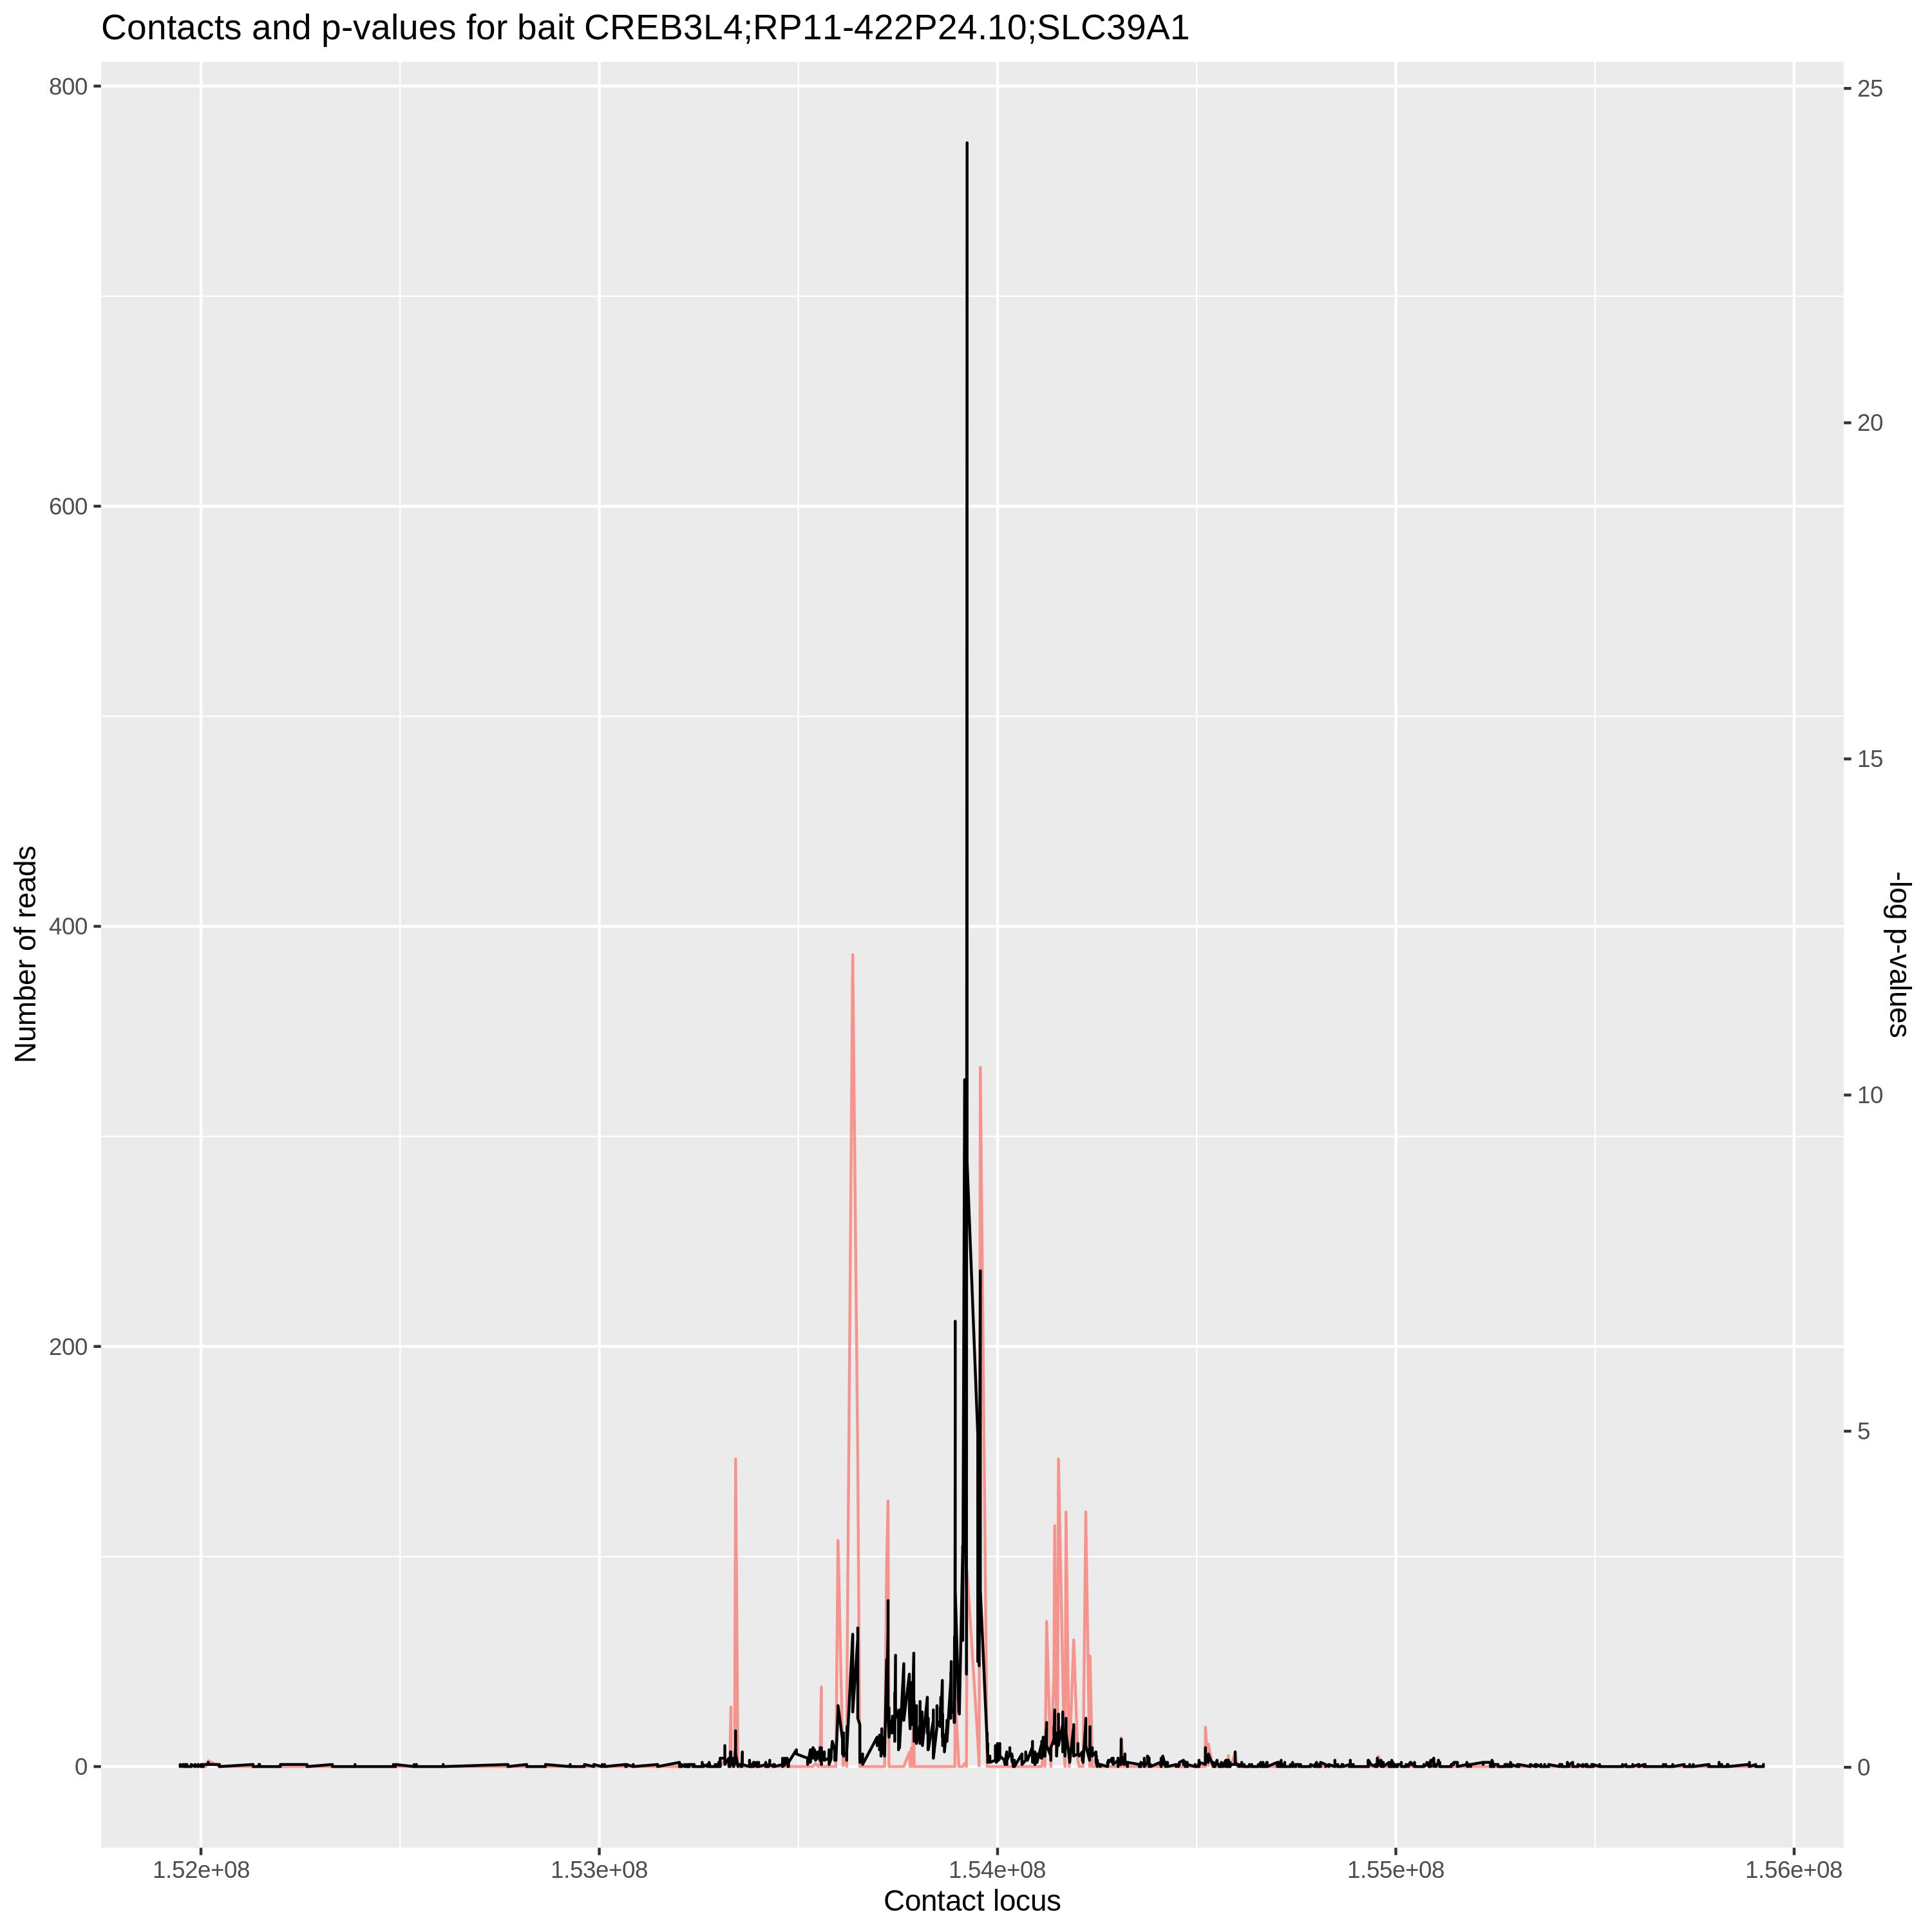 Contacts and p-values for bait CREB3L4;RP11-422P24.10;SLC39A1
800
600
400
200
0
Number of reads
25
20
15
10
5
0
-log p-values
1.52e+08
1.53e+08
1.54e+08
1.55e+08
1.56e+08
Contact locus